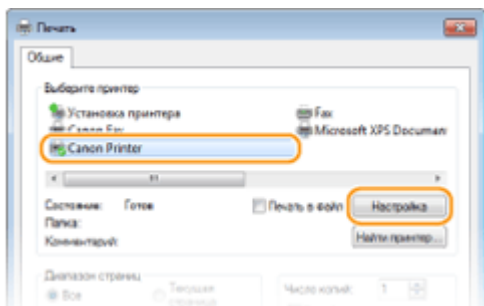 Печать
Общие
Выберите принтер
Установка принтера
Fax
Canon Fax
Microsoft XPS Documen
Canon Printer
Состояние: Готов
Печать в файл
Настройка
Папка:
Комментарий:
Найти принтер...
Диапазон страниц
Все
Текущая
страница
Число копий: 1